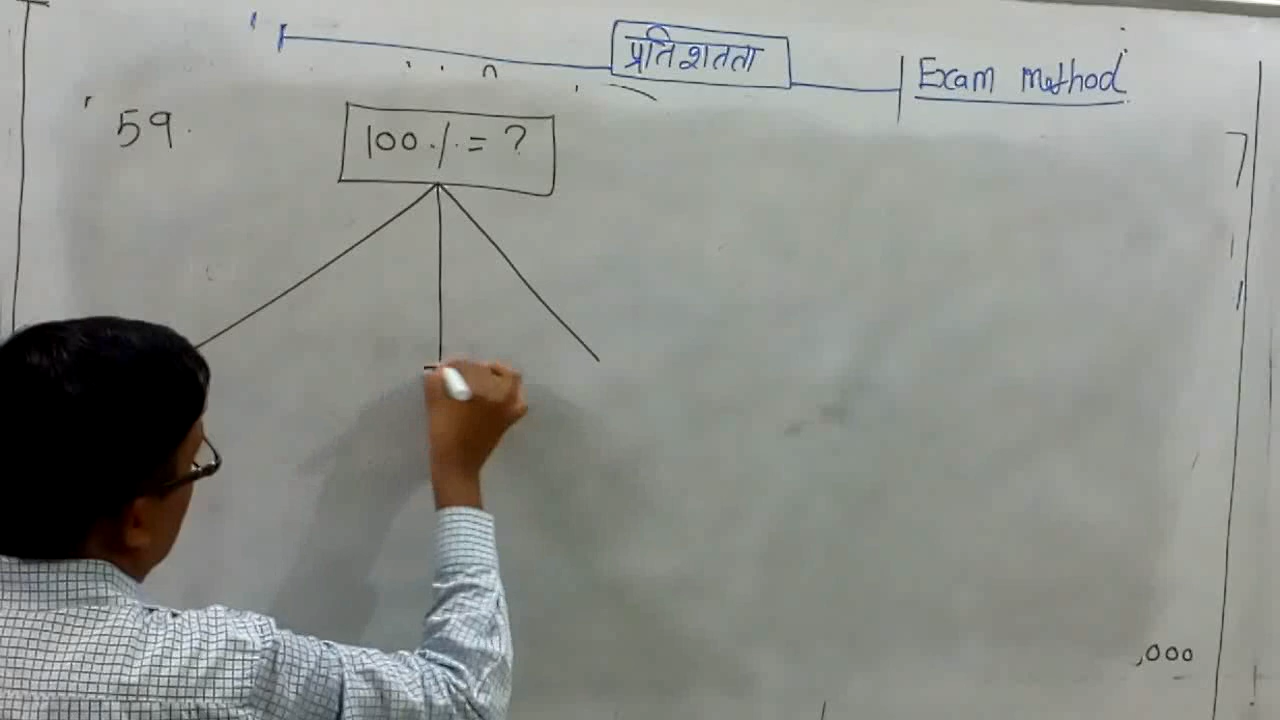 प्रतिशतता
Exam method
59.
100 % = ?
,000